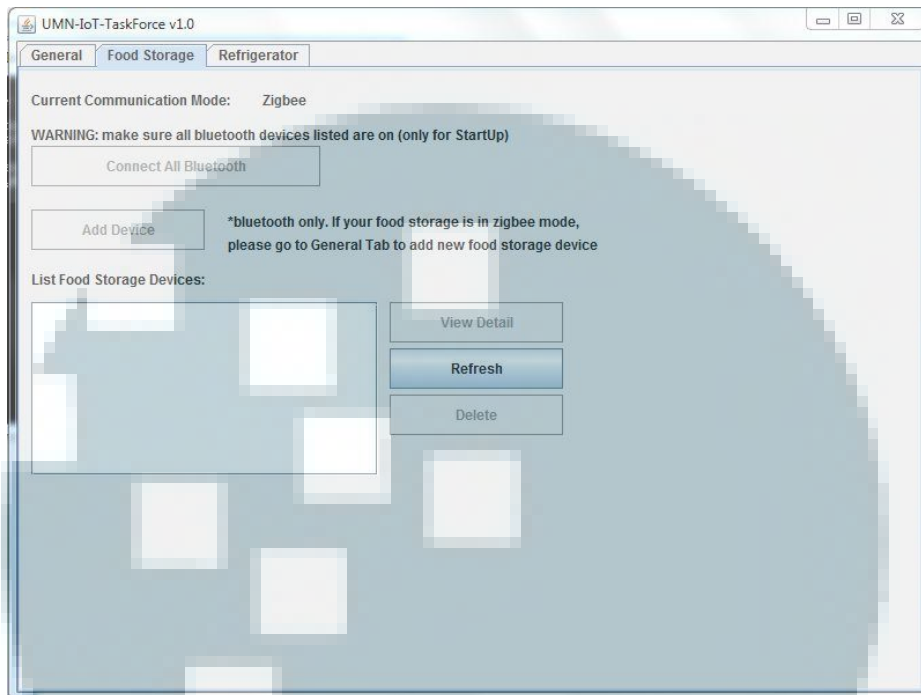 UMN-IoT-TaskForce v1.0
General Food Storage Refrigerator
Current Communication Mode: Zigbee
WARNING: make sure all bluetooth devices listed are on (only for StartUp)
Connect All Bluetooth
Add Device
*bluetooth only. If your food storage is in zigbee mode,
please go to General Tab to add new food storage device
List Food Storage Devices:
View Detail
Refresh
Delete